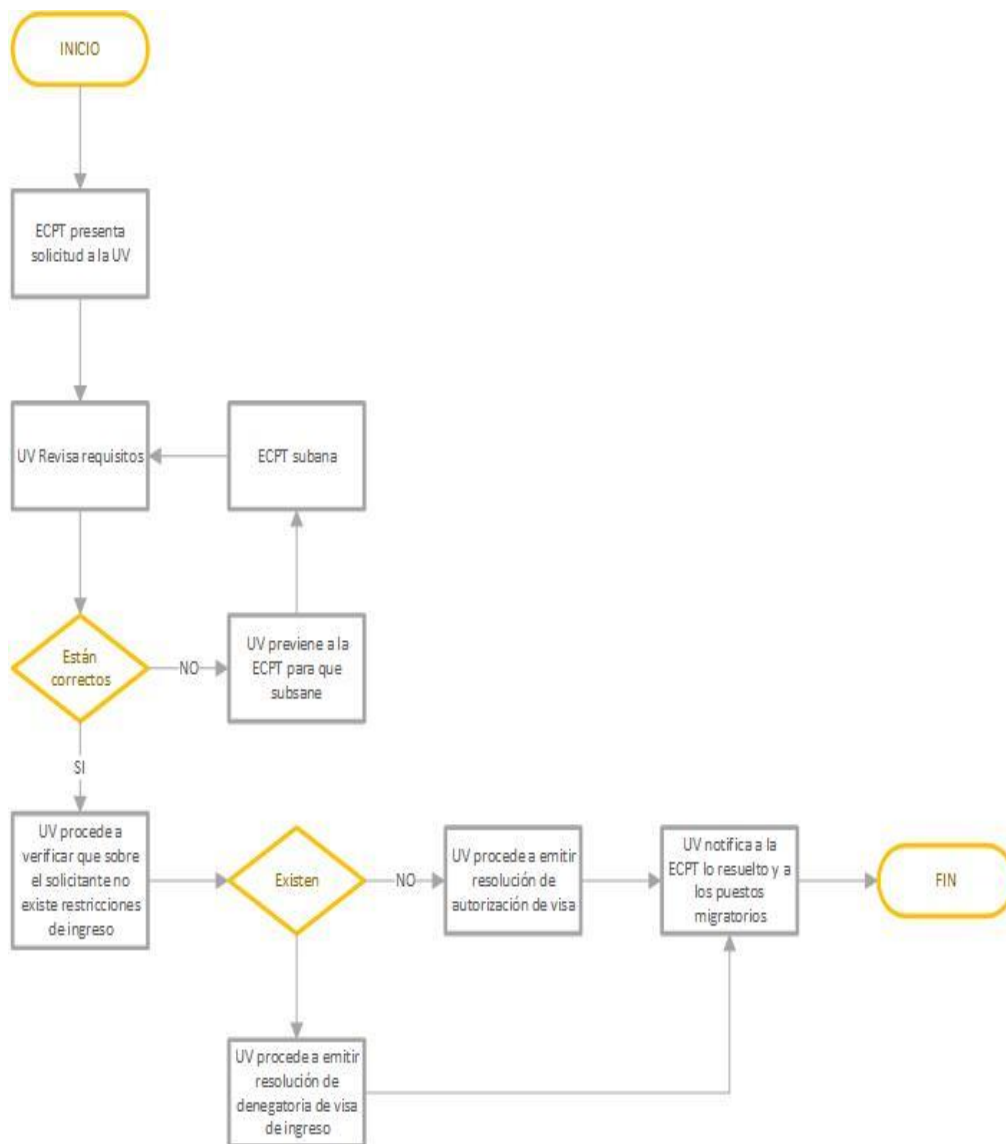 INICIO
ECPT presenta
solicitud a la UV
UV Revisa requisitos
ECPT subana
Están
correctos
NO
UV previene a la
ECPT para que
subsane
SI
UV procede a
verificar que sobre
el solicitante no
existe restricciones
de ingreso
Existen
NO
UV procede a emitir
resolución de
autorización de visa
UV notifica a la
ECPT lo resuelto y a
los puestos
migratorios
FIN
UV procede a emitir
resolución de
denegatoria de visa
de ingreso